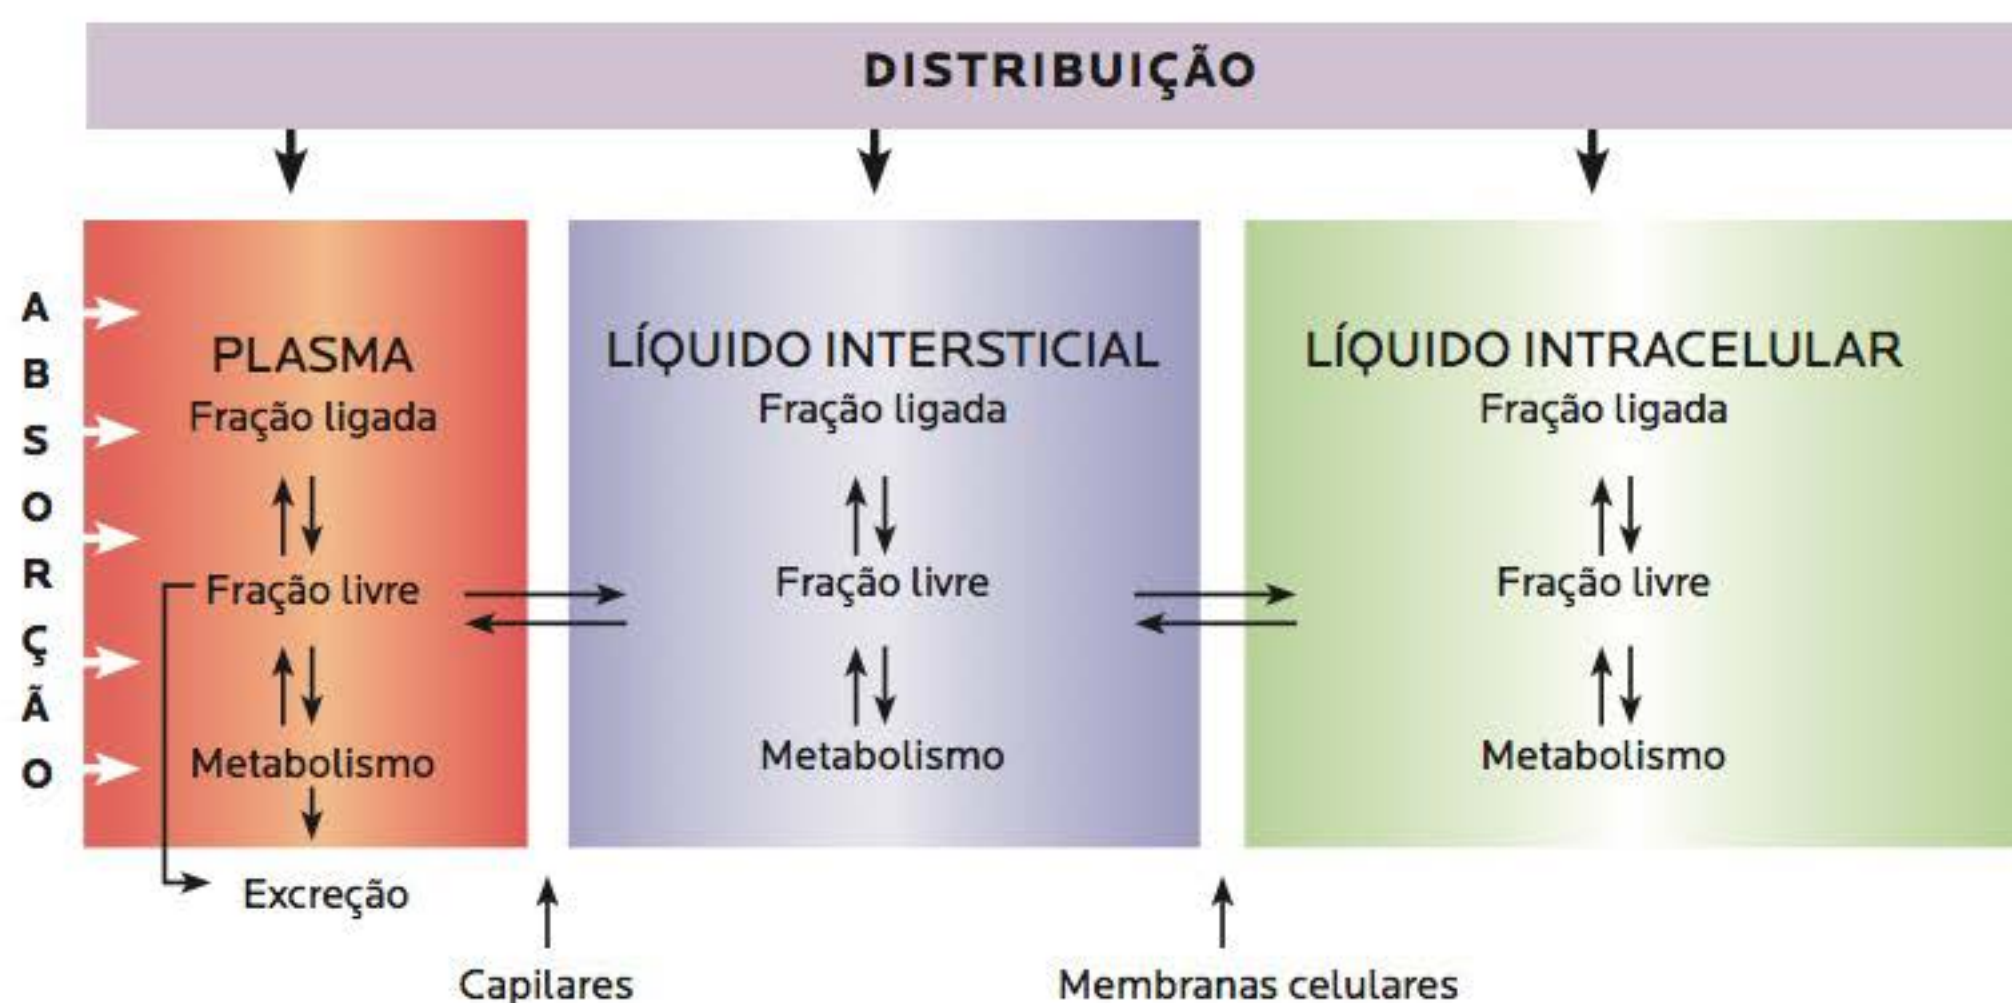 DISTRIBUIÇÃO
ABSORÇÃO
PLASMA
Fração ligada
Fração livre
Metabolismo
Excreção
LÍQUIDO INTERSTICIAL
Fração ligada
Fração livre
Metabolismo
LÍQUIDO INTRACELULAR
Fração ligada
Fração livre
Metabolismo
Capilares
Membranas celulares